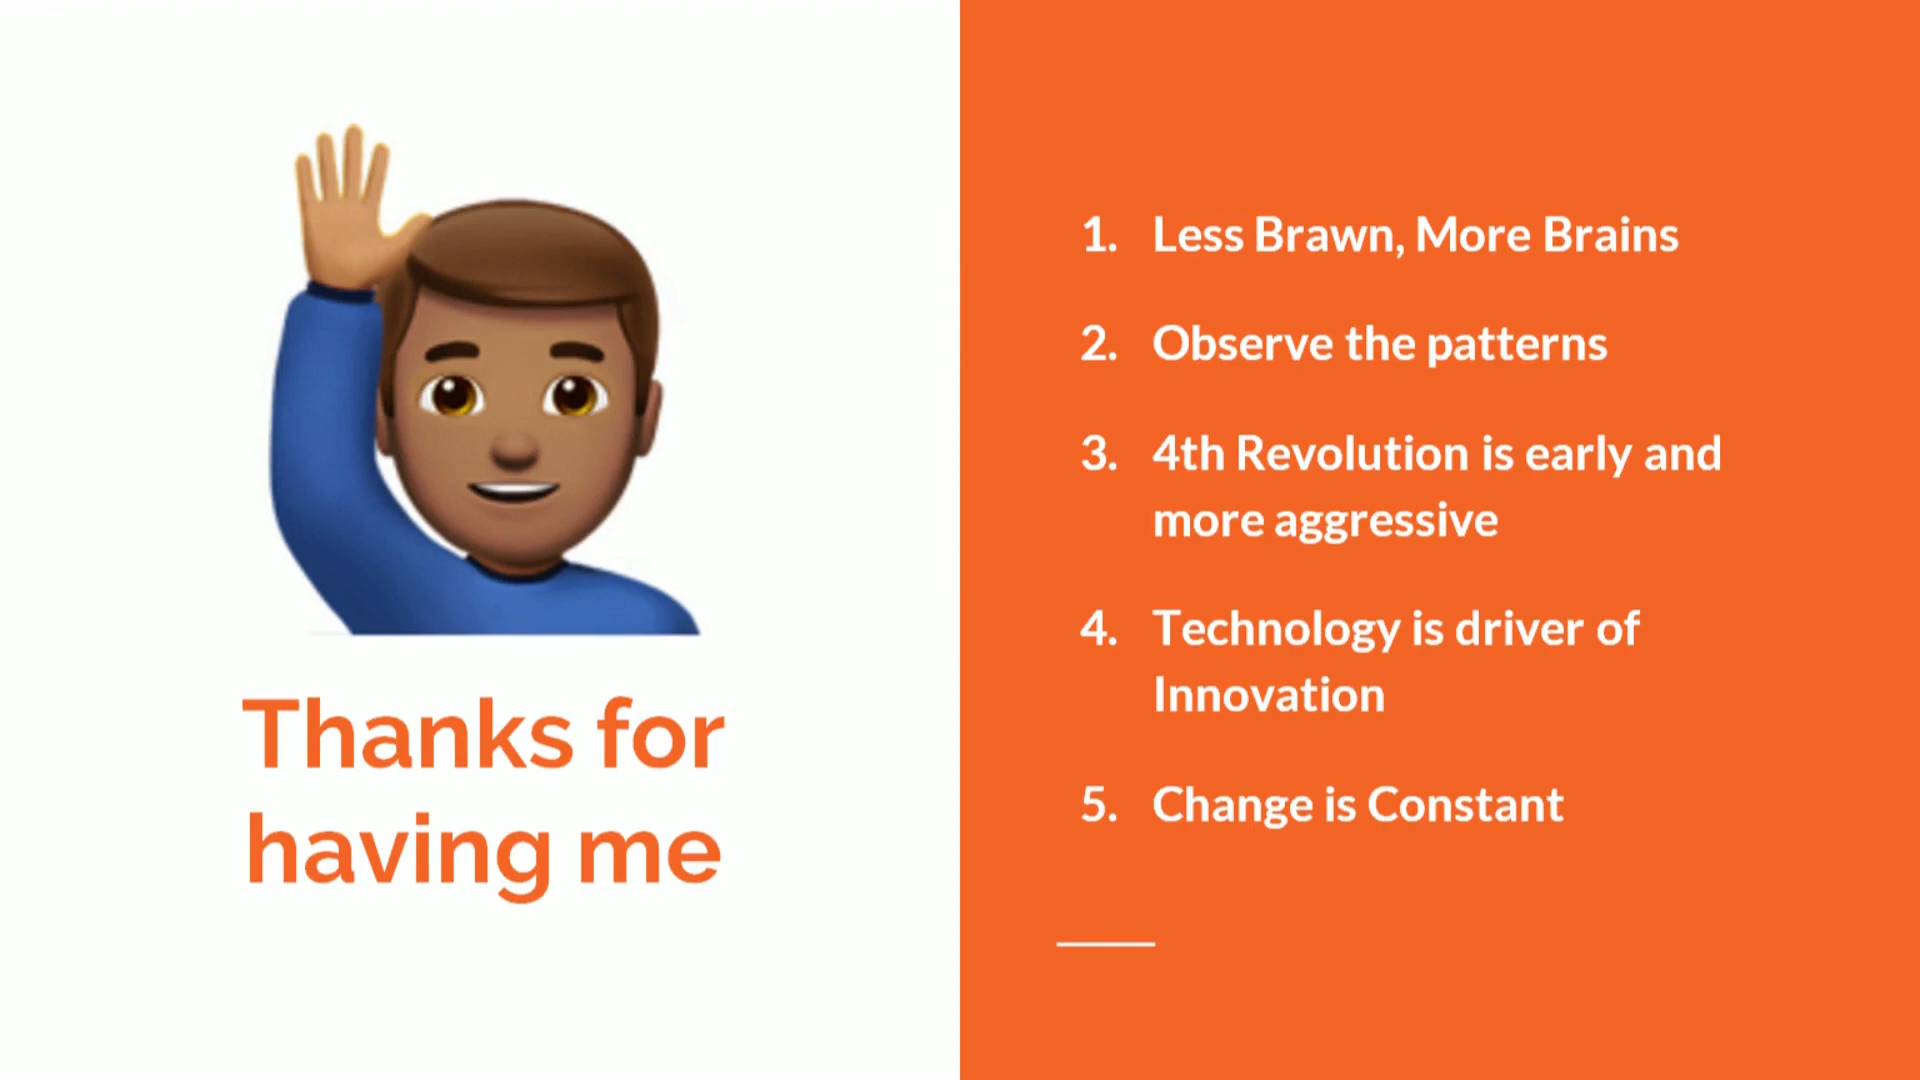 Thanks for
having me
1. Less Brawn, More Brains
2. Observe the patterns
3. 4th Revolution is early and
more aggressive
4. Technology is driver of
Innovation
5. Change is Constant